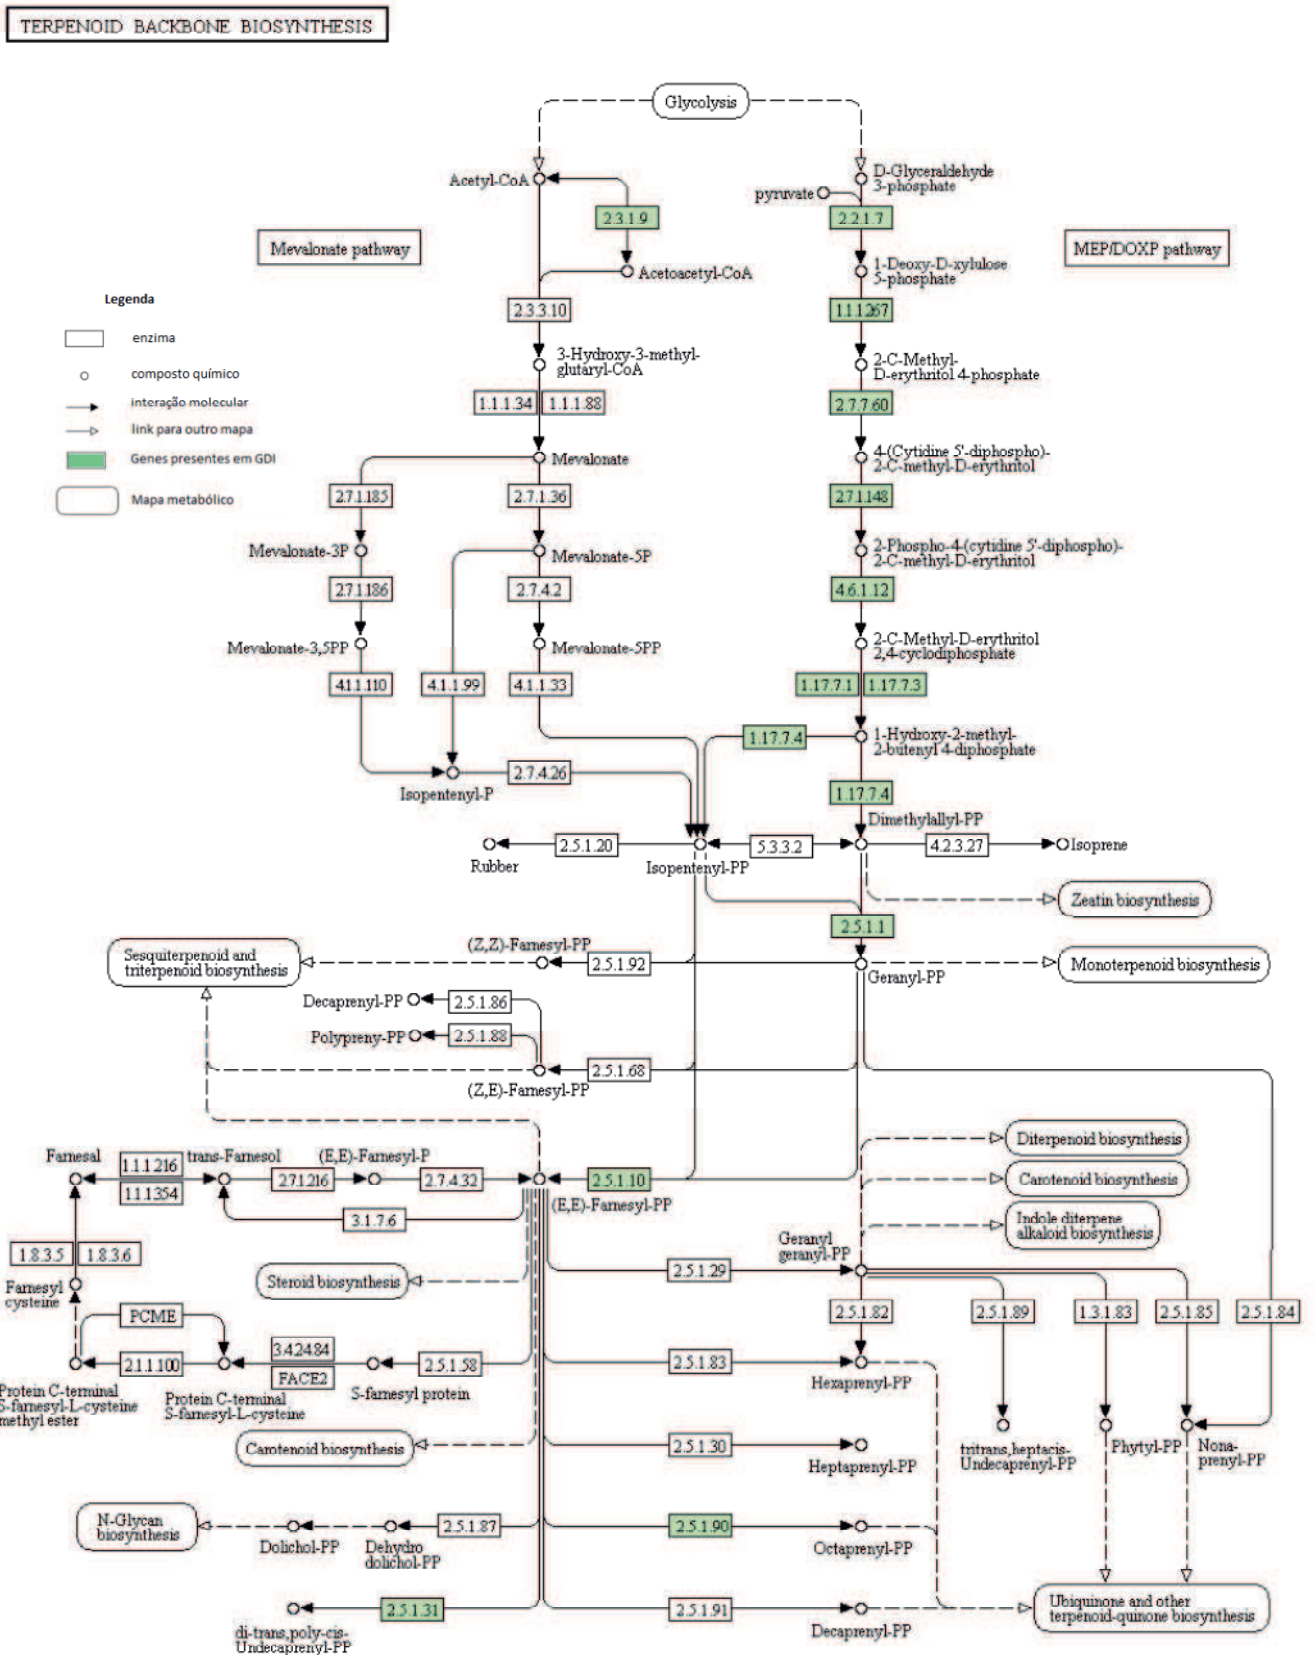 TERPENOID BACKBONE BIOSYNTHESIS
Glycolysis
Acetyl-CoA
D-Glyceraldehyde
3-phosphate
pyruvate
2.3.1.9
2.2.1.7
Mevalonate pathway
MEP/DOXP pathway
Acetoacetyl-CoA
1-Deoxy-D-xylulose
5-phosphate
Legenda
enzima
composto químico
interação molecular
link para outro mapa
Genes presentes em GDI
Mapa metabólico
2.3.3.10
1.1.1.267
3-Hydroxy-3-methyl-
glutaryl-CoA
2-C-Methyl-
D-erythritol 4-phosphate
1.1.1.34
1.1.1.88
2.7.7.60
Mevalonate
4-(Cytidine 5'-diphospho)-
2-C-methyl-D-erythritol
2.7.1.185
2.7.1.36
2.7.1.148
Mevalonate-3P
Mevalonate-5P
2-Phospho-4-(cytidine 5'-diphospho)-
2-C-methyl-D-erythritol
2.7.1.186
2.7.4.2
4.6.1.12
Mevalonate-3,5PP
Mevalonate-5PP
2-C-Methyl-D-erythritol
2,4-cyclodiphosphate
4.1.1.110
4.1.1.99
4.1.1.33
1.17.7.1
1.17.7.3
1.17.7.4
1-Hydroxy-2-methyl-
2-butenyl 4-diphosphate
2.7.4.26
Isopentenyl-P
1.17.7.4
Dimethylallyl-PP
2.5.1.20
5.3.3.2
4.2.3.27
Isoprene
Rubber
Isopentenyl-PP
Zeatin biosynthesis
2.5.1.1
(Z,Z)-Farnesyl-PP
Sesquiterpenoid and
triterpenoid biosynthesis
2.5.1.92
Geranyl-PP
Monoterpenoid biosynthesis
Decaprenyl-PP
2.5.1.86
Polypreny-PP
2.5.1.88
2.5.1.68
(Z,E)-Farnesyl-PP
Diterpenoid biosynthesis
Farnesal
1.1.1.216
trans-Farnesol
(E,E)-Farnesyl-P
1.1.1.354
2.7.1.216
2.7.4.32
2.5.1.10
Carotenoid biosynthesis
(E,E)-Farnesyl-PP
3.1.7.6
Indole diterpene
alkaloid biosynthesis
1.8.3.5
1.8.3.6
Geranyl
geranyl-PP
Farnesyl
cysteine
Steroid biosynthesis
2.5.1.29
PCME
2.5.1.82
2.5.1.89
1.3.1.83
2.5.1.85
2.5.1.84
3.4.24.84
2.1.1.100
FACE2
2.5.1.58
2.5.1.83
Hexaprenyl-PP
Protein C-terminal
S-farnesyl-L-cysteine
methyl ester
Protein C-terminal
S-farnesyl-L-cysteine
S-farnesyl protein
Carotenoid biosynthesis
2.5.1.30
Heptaprenyl-PP
tritrans,heptacis-
Undecaprenyl-PP
Phytyl-PP
Nona-
prenyl-PP
N-Glycan
biosynthesis
Dolichol-PP
Dehydro
dolichol-PP
2.5.1.87
2.5.1.90
Octaprenyl-PP
2.5.1.31
di-trans,poly-cis-
Undecaprenyl-PP
2.5.1.91
Decaprenyl-PP
Ubiquinone and other
terpenoid-quinone biosynthesis